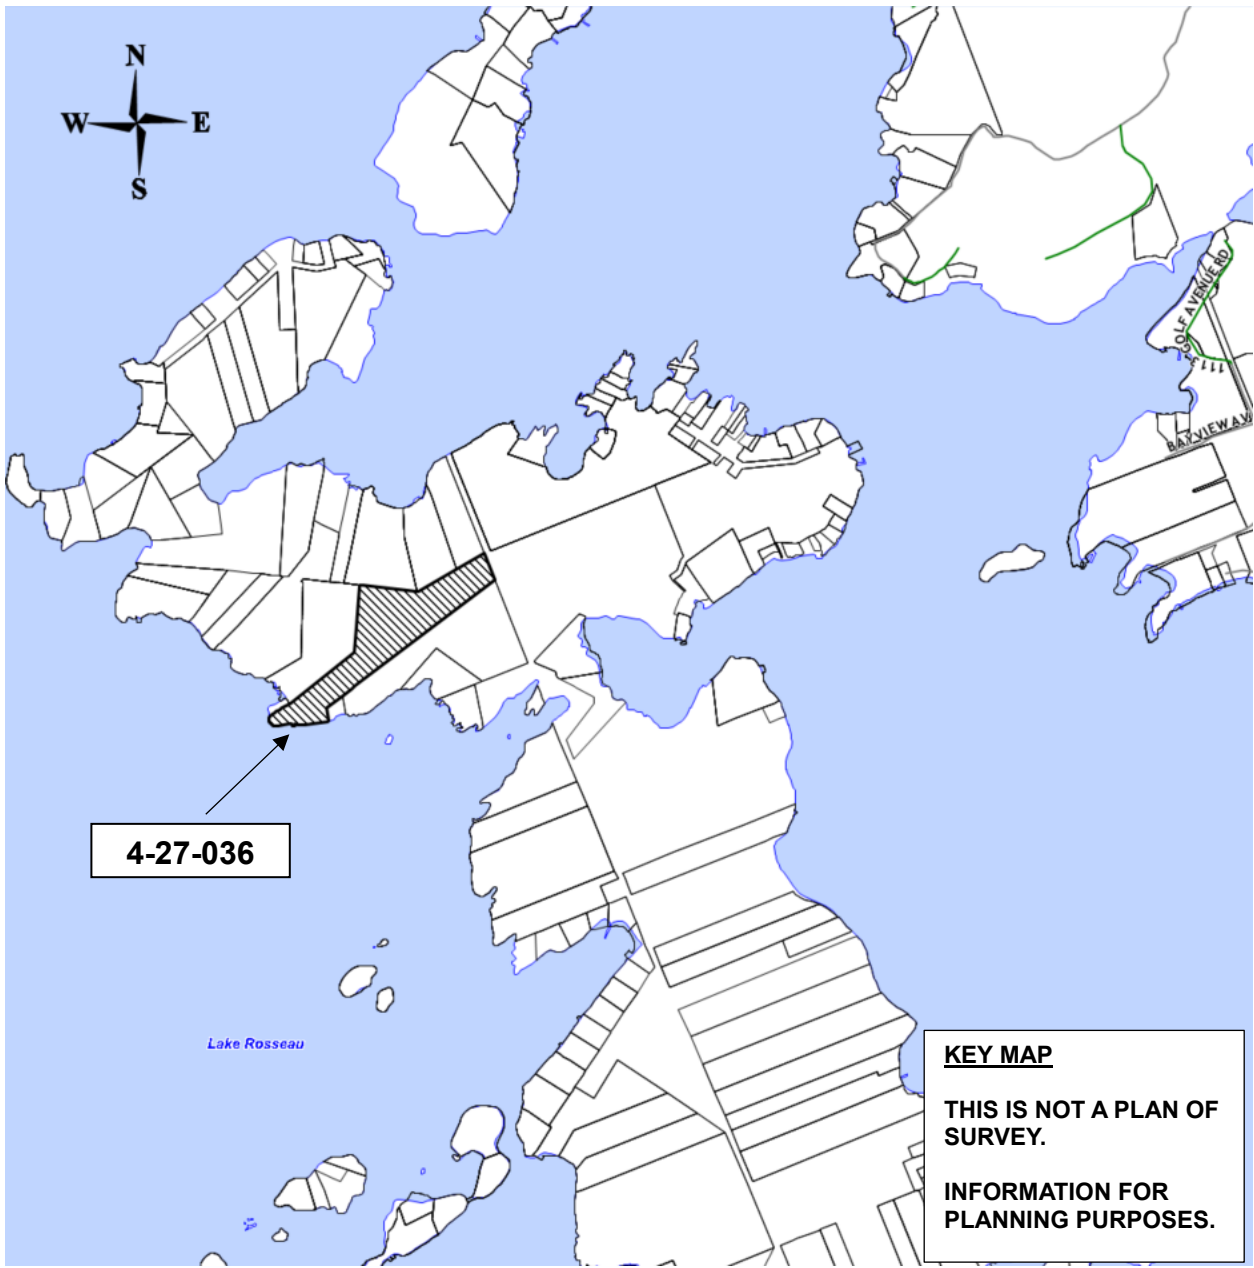 N
W E
S
GOLF AVENUE RD
1113
BAYVIEW AV
4-27-036
Lake Rosseau
KEY MAP
THIS IS NOT A PLAN OF
SURVEY.
INFORMATION FOR
PLANNING PURPOSES.